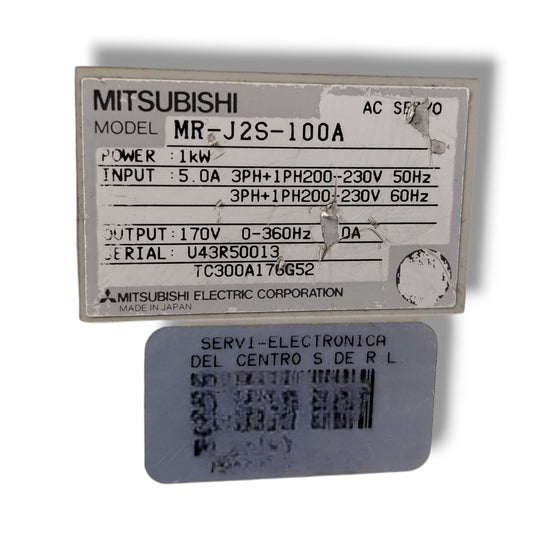 MITSUBISHI
AC SERVO
MODEL MR-J2S-100A
POWER : 1kW
INPUT : 5.0A 3PH+1PH200-230V 50Hz
3PH+1PH200-230V 60Hz
OUTPUT : 170V 0-360Hz 0A
SERIAL : U43R50013
TC300A176G52
MITSUBISHI ELECTRIC CORPORATION
MADE IN JAPAN
SERVI-ELECTRONICA
DEL CENTRO S DE R L.